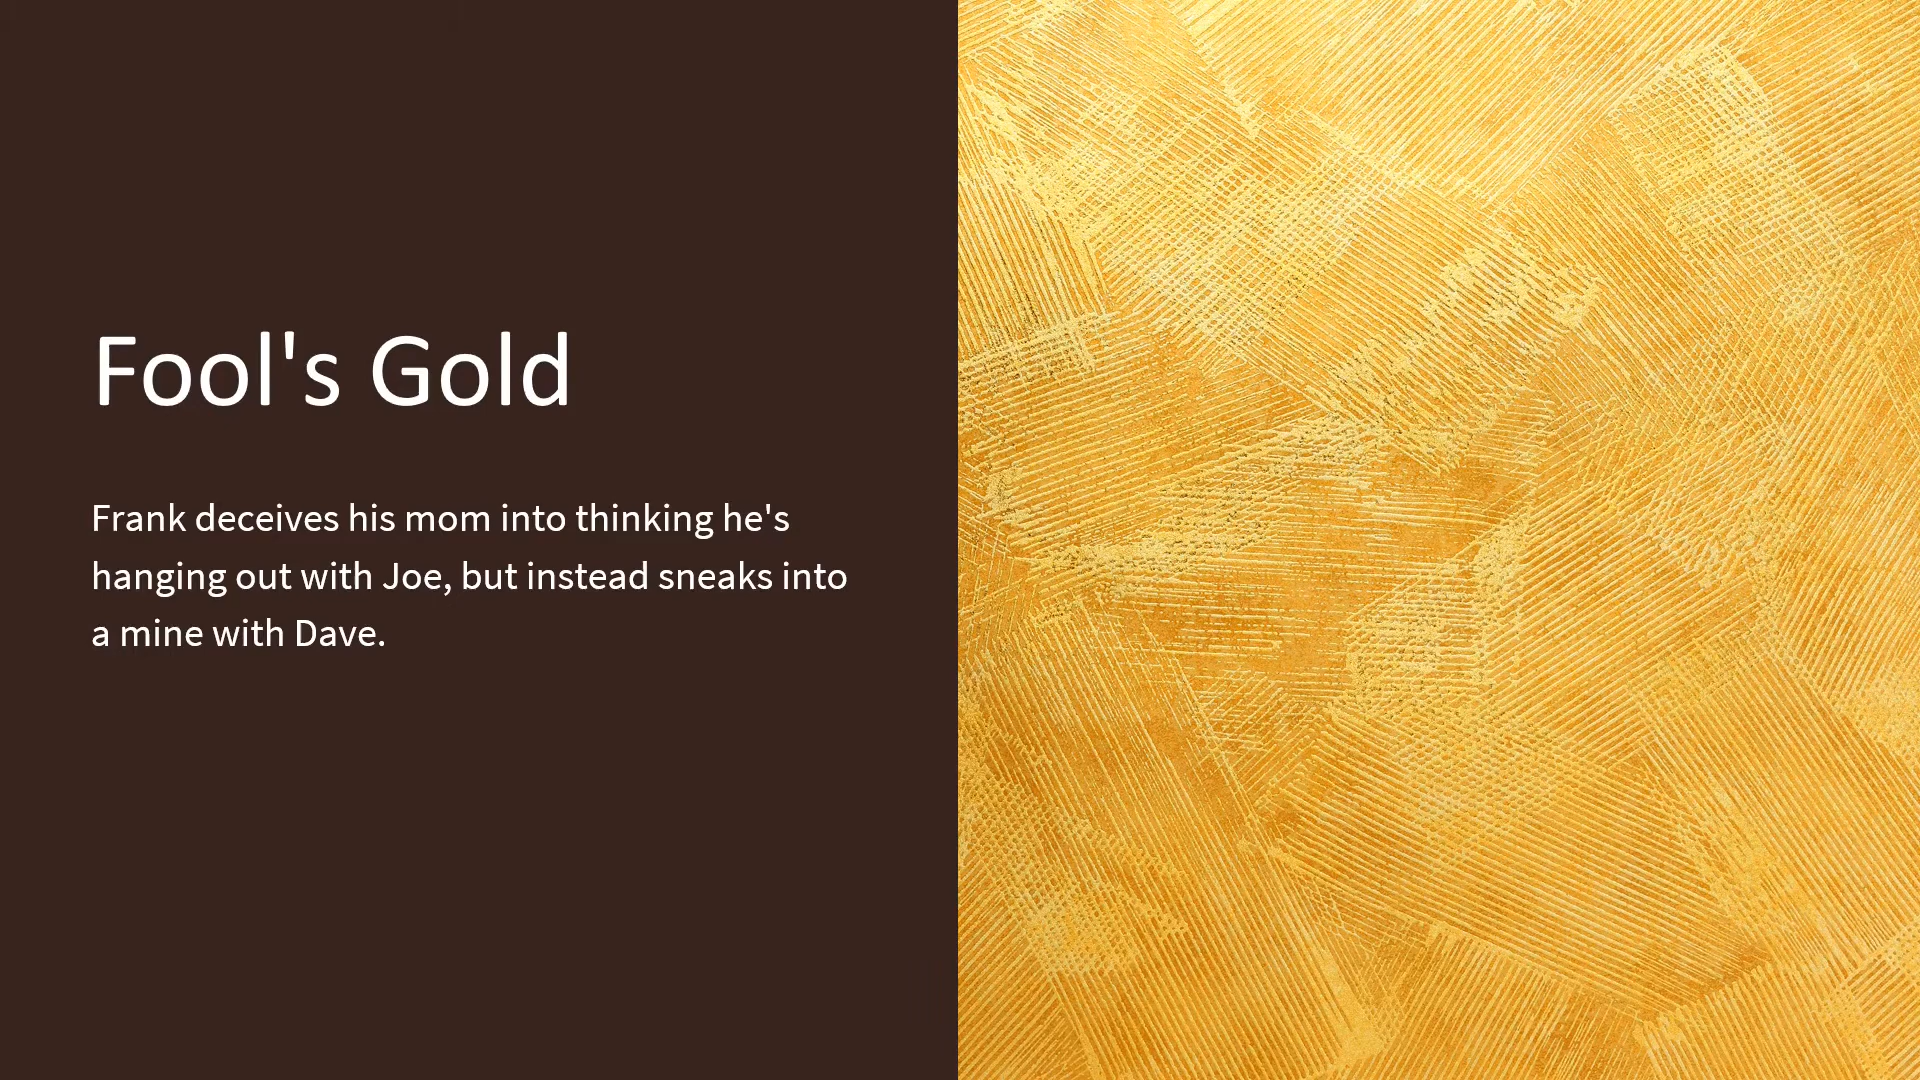 Fool's Gold
Frank deceives his mom into thinking he's
hanging out with Joe, but instead sneaks into
a mine with Dave.